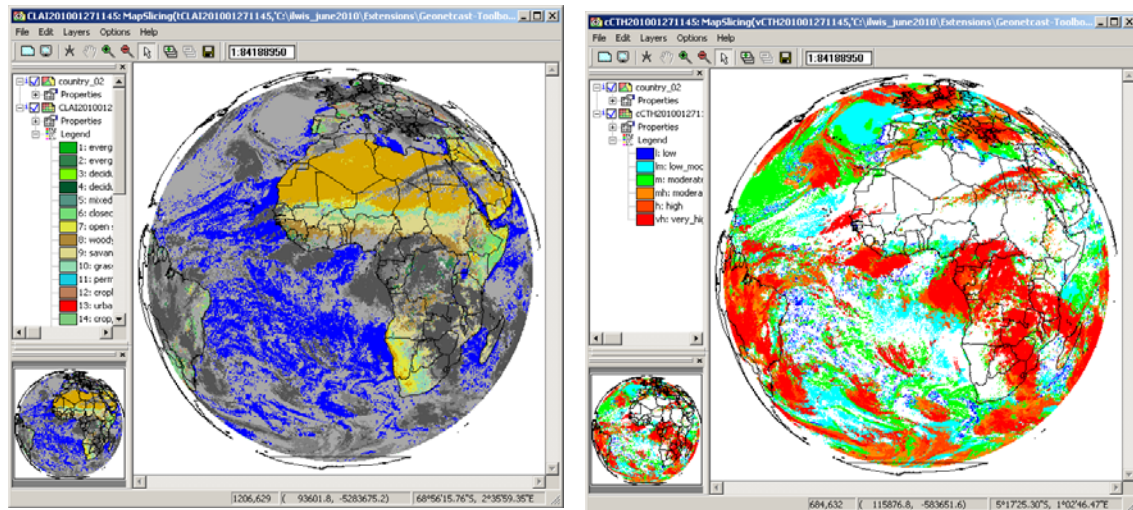 CLAI201001271145: MapSlicing(tCLAI201001271145,'C:\ilwis_june2010\Extensions\Geonetcast-Toolbo...
File Edit Layers Options Help
1:84188950
country_02
Properties
CLAI2010012
Properties
Legend
1: everg
2: everg
3: decidu
4: decidu
5: mixed
6: closed
7: open s
8: woody
9: savan
10: grass
11: perm
12: cropl
13: urba
14: crop,
1206,629 ( 93601.8, -5283675.2) 68°56'15.76"S, 2°35'59.35"E
cCTH201001271145: MapSlicing(vCTH201001271145,'C:\ilwis_june2010\Extensions\Geonetcast-Toolbo...
File Edit Layers Options Help
1:84188950
country_02
Properties
cCTH2010012711
Properties
Legend
l: low
lm: low_mod
m: moderate
mh: modera
h: high
vh: very_hig
684,632 ( 115876.8, -583651.6) 5°17'25.30"S, 1°02'46.47"E